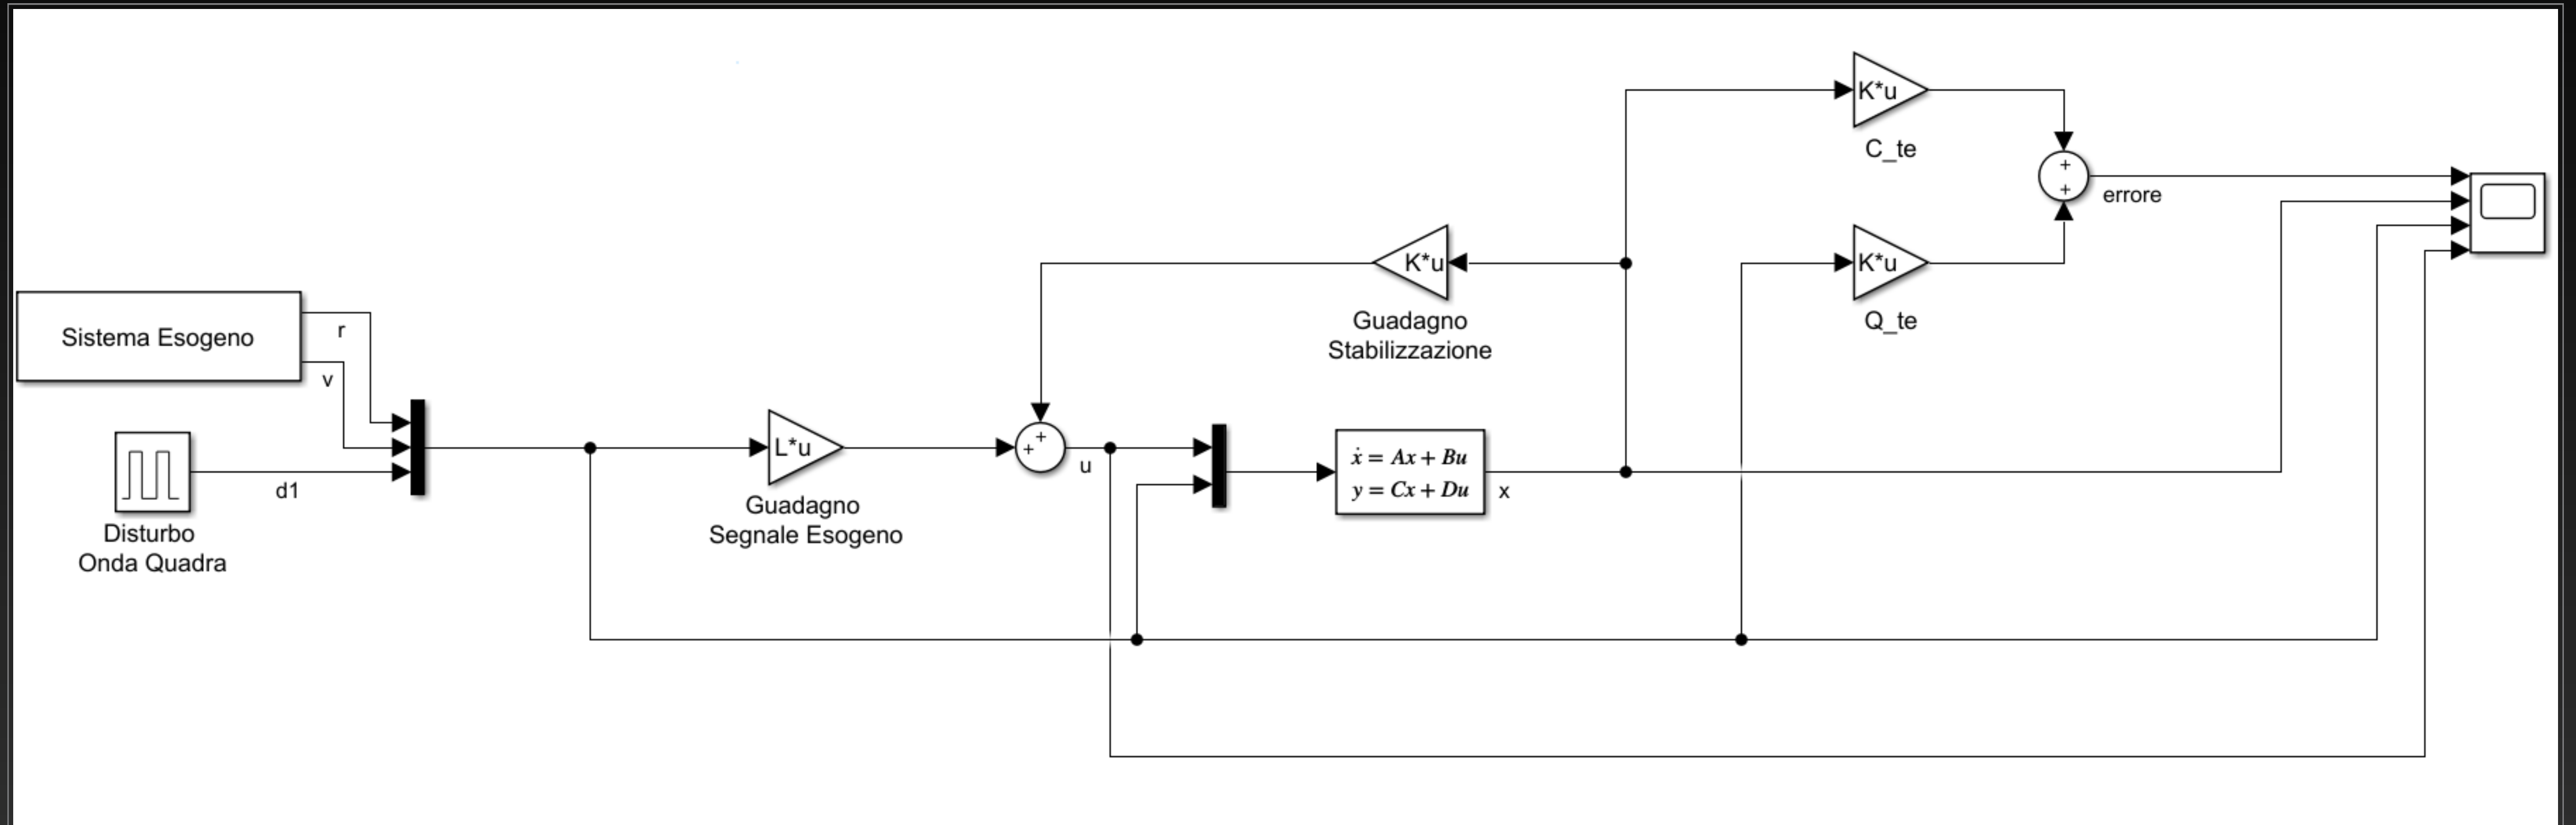 K*u
C_te
+
+
errore
K*u
Q_te
K*u
Guadagno
Stabilizzazione
Sistema Esogeno
r
v
d1
Disturbo
Onda Quadra
L*u
Guadagno
Segnale Esogeno
+
+
u
ẋ = Ax + Bu
y = Cx + Du
x